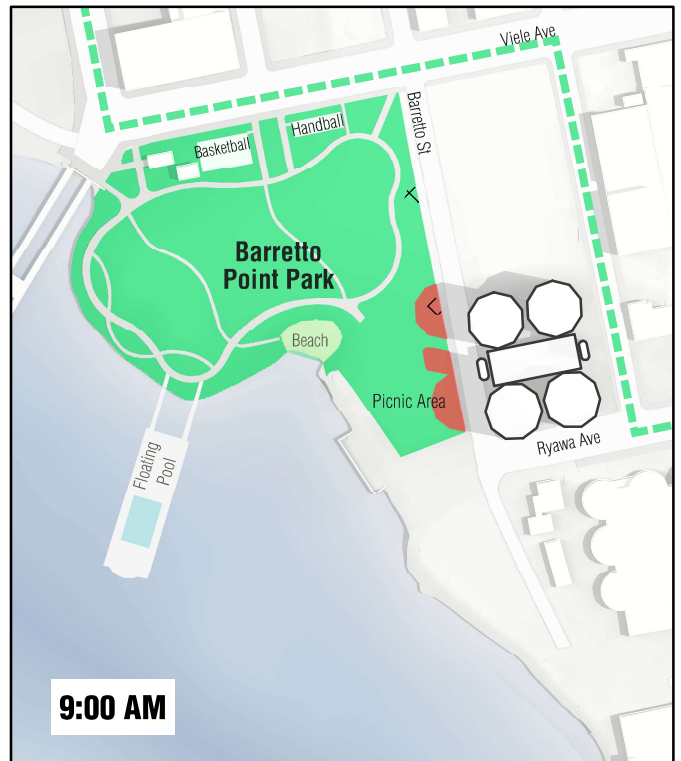 Viele Ave
Barretto St
Handball
Basketball
Barretto
Point Park
Beach
Picnic Area
Ryawa Ave
Floating
Pool
9:00 AM